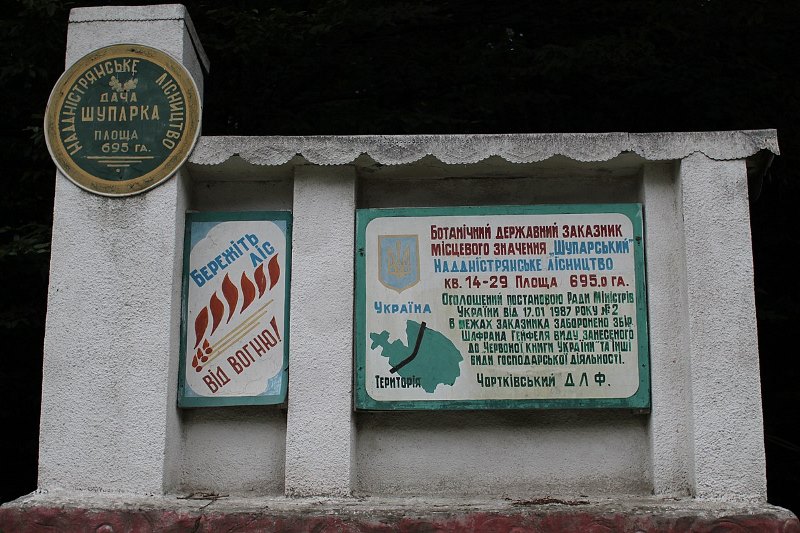 НАДДНІСТРЯНСЬКЕ ЛІСНИЦТВО
ДАЧА
ШУПАРКА
ПЛОЩА
695 ГА.
БЕРЕЖІТЬ
ЛІС
ВІД ВОГНЮ!
БОТАНІЧНИЙ ДЕРЖАВНИЙ ЗАКАЗНИК
МІСЦЕВОГО ЗНАЧЕННЯ „ШУПАРСЬКИЙ"
НАДДНІСТРЯНСЬКЕ ЛІСНИЦТВО
КВ. 14-29 ПЛОЩА 695.0 ГА.
УКРАЇНА
ОГОЛОШЕНИЙ ПОСТАНОВОЮ РАДИ МІНІСТРІВ
УКРАЇНИ ВІД 17.01 1987 РОКУ №2
В МЕЖАХ ЗАКАЗНИКА ЗАБОРОНЕНО ЗБІР
ШАФРАНА ГЕЙФЕЛЯ ВИДУ, ЗАНЕСЕНОГО
ДО „ЧЕРВОНОЇ КНИГИ УКРАЇНИ" ТА ІНШІ
ВИДИ ГОСПОДАРСЬКОЇ ДІЯЛЬНОСТІ.
ТЕРИТОРІЯ
ЧОРТКІВСЬКИЙ Д Л Ф.